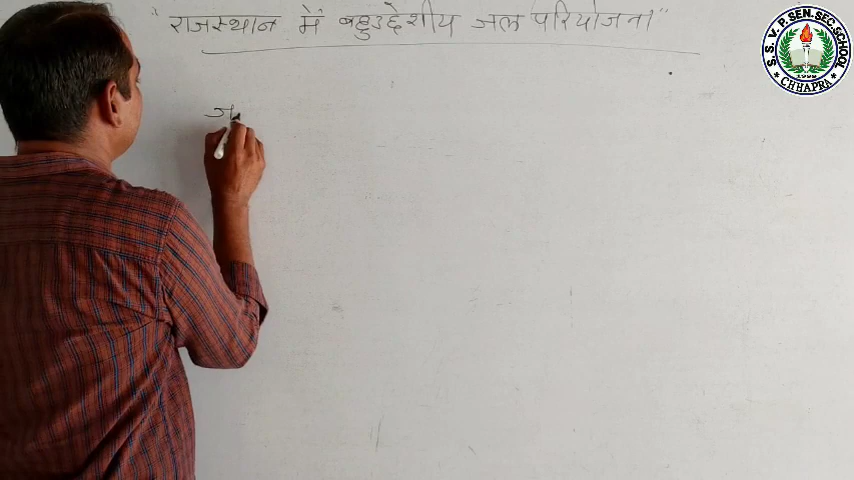 "राजस्थान में बहुउद्देशीय जल परियोजना"
ज
S. S. V. P. SEN. SEC. SCHOOL
* CHHAPRA *